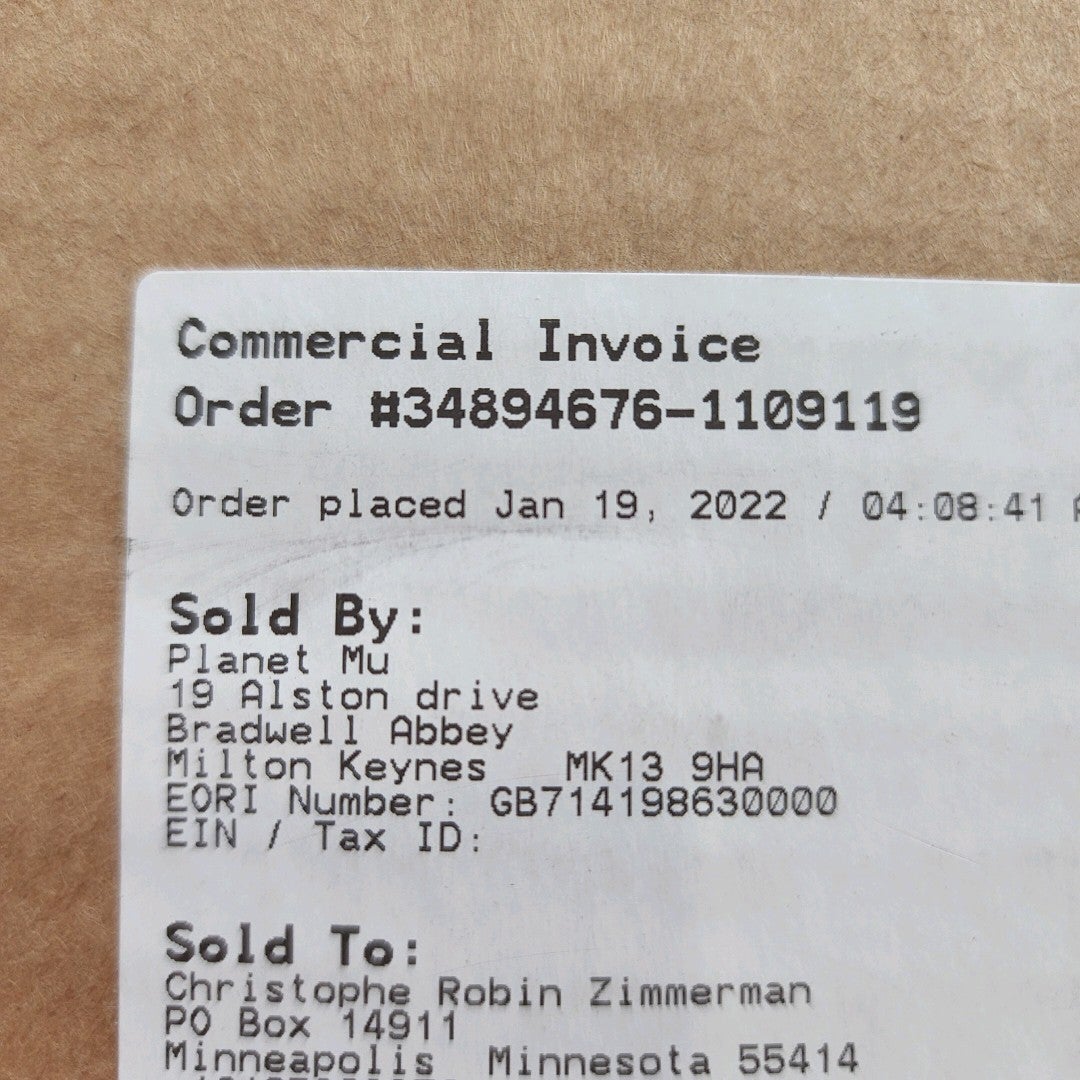 Commercial Invoice
Order #34894676-1109119
Order placed Jan 19, 2022 / 04:08:41
Sold By:
Planet Mu
19 Alston drive
Bradwell Abbey
Milton Keynes MK13 9HA
EORI Number: GB714198630000
EIN / Tax ID:
Sold To:
Christophe Robin Zimmerman
PO Box 14911
Minneapolis Minnesota 55414